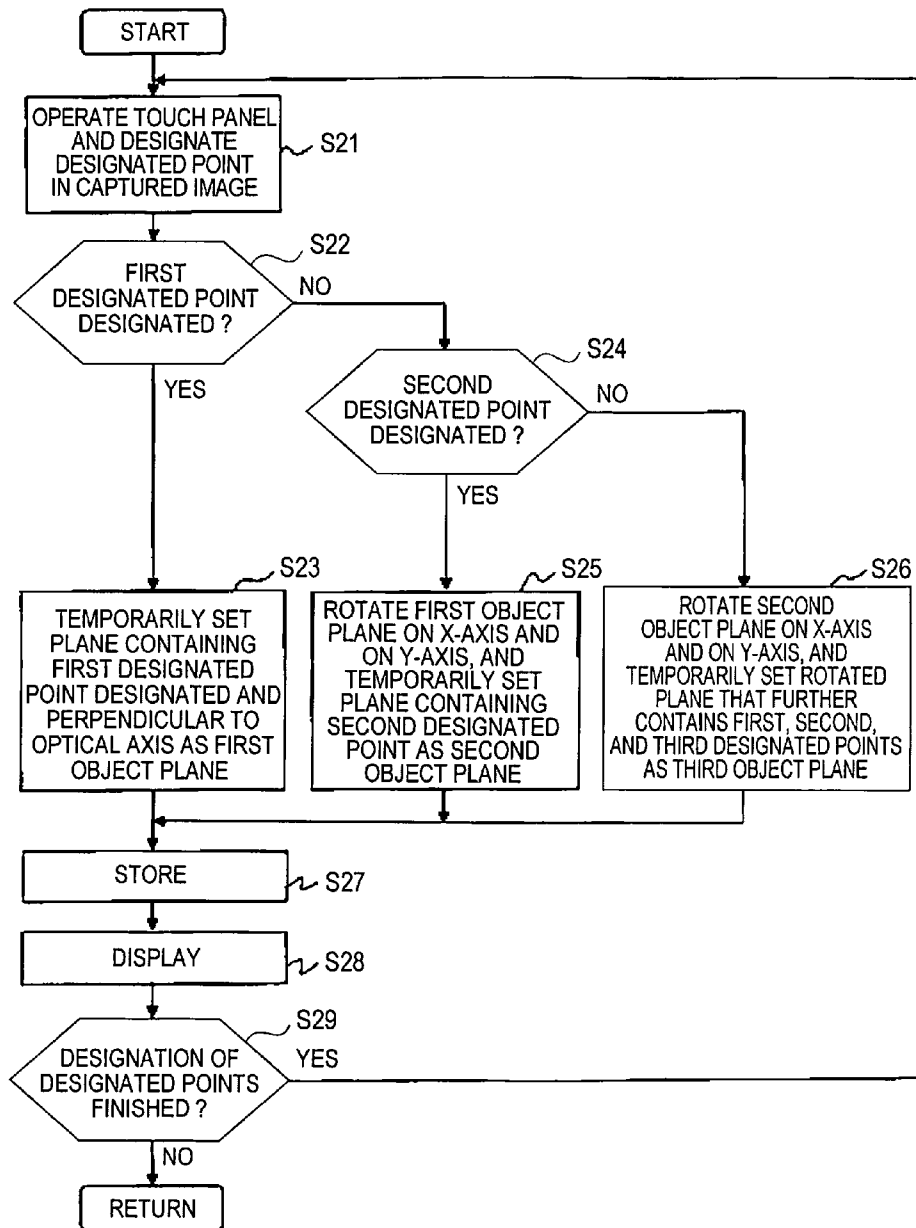 START
OPERATE TOUCH PANEL
AND DESIGNATE
DESIGNATED POINT
IN CAPTURED IMAGE
S21
S22
FIRST
DESIGNATED POINT
DESIGNATED ?
NO
YES
S24
SECOND
DESIGNATED POINT
DESIGNATED ?
NO
YES
S23
TEMPORARILY SET
PLANE CONTAINING
FIRST DESIGNATED
POINT DESIGNATED AND
PERPENDICULAR TO
OPTICAL AXIS AS FIRST
OBJECT PLANE
S25
ROTATE FIRST OBJECT
PLANE ON X-AXIS AND
ON Y-AXIS, AND
TEMPORARILY SET
PLANE CONTAINING
SECOND DESIGNATED
POINT AS SECOND
OBJECT PLANE
S26
ROTATE SECOND
OBJECT PLANE ON X-AXIS
AND ON Y-AXIS, AND
TEMPORARILY SET ROTATED
PLANE THAT FURTHER
CONTAINS FIRST, SECOND,
AND THIRD DESIGNATED POINTS
AS THIRD OBJECT PLANE
STORE
S27
DISPLAY
S28
S29
DESIGNATION OF
DESIGNATED POINTS
FINISHED ?
YES
NO
RETURN